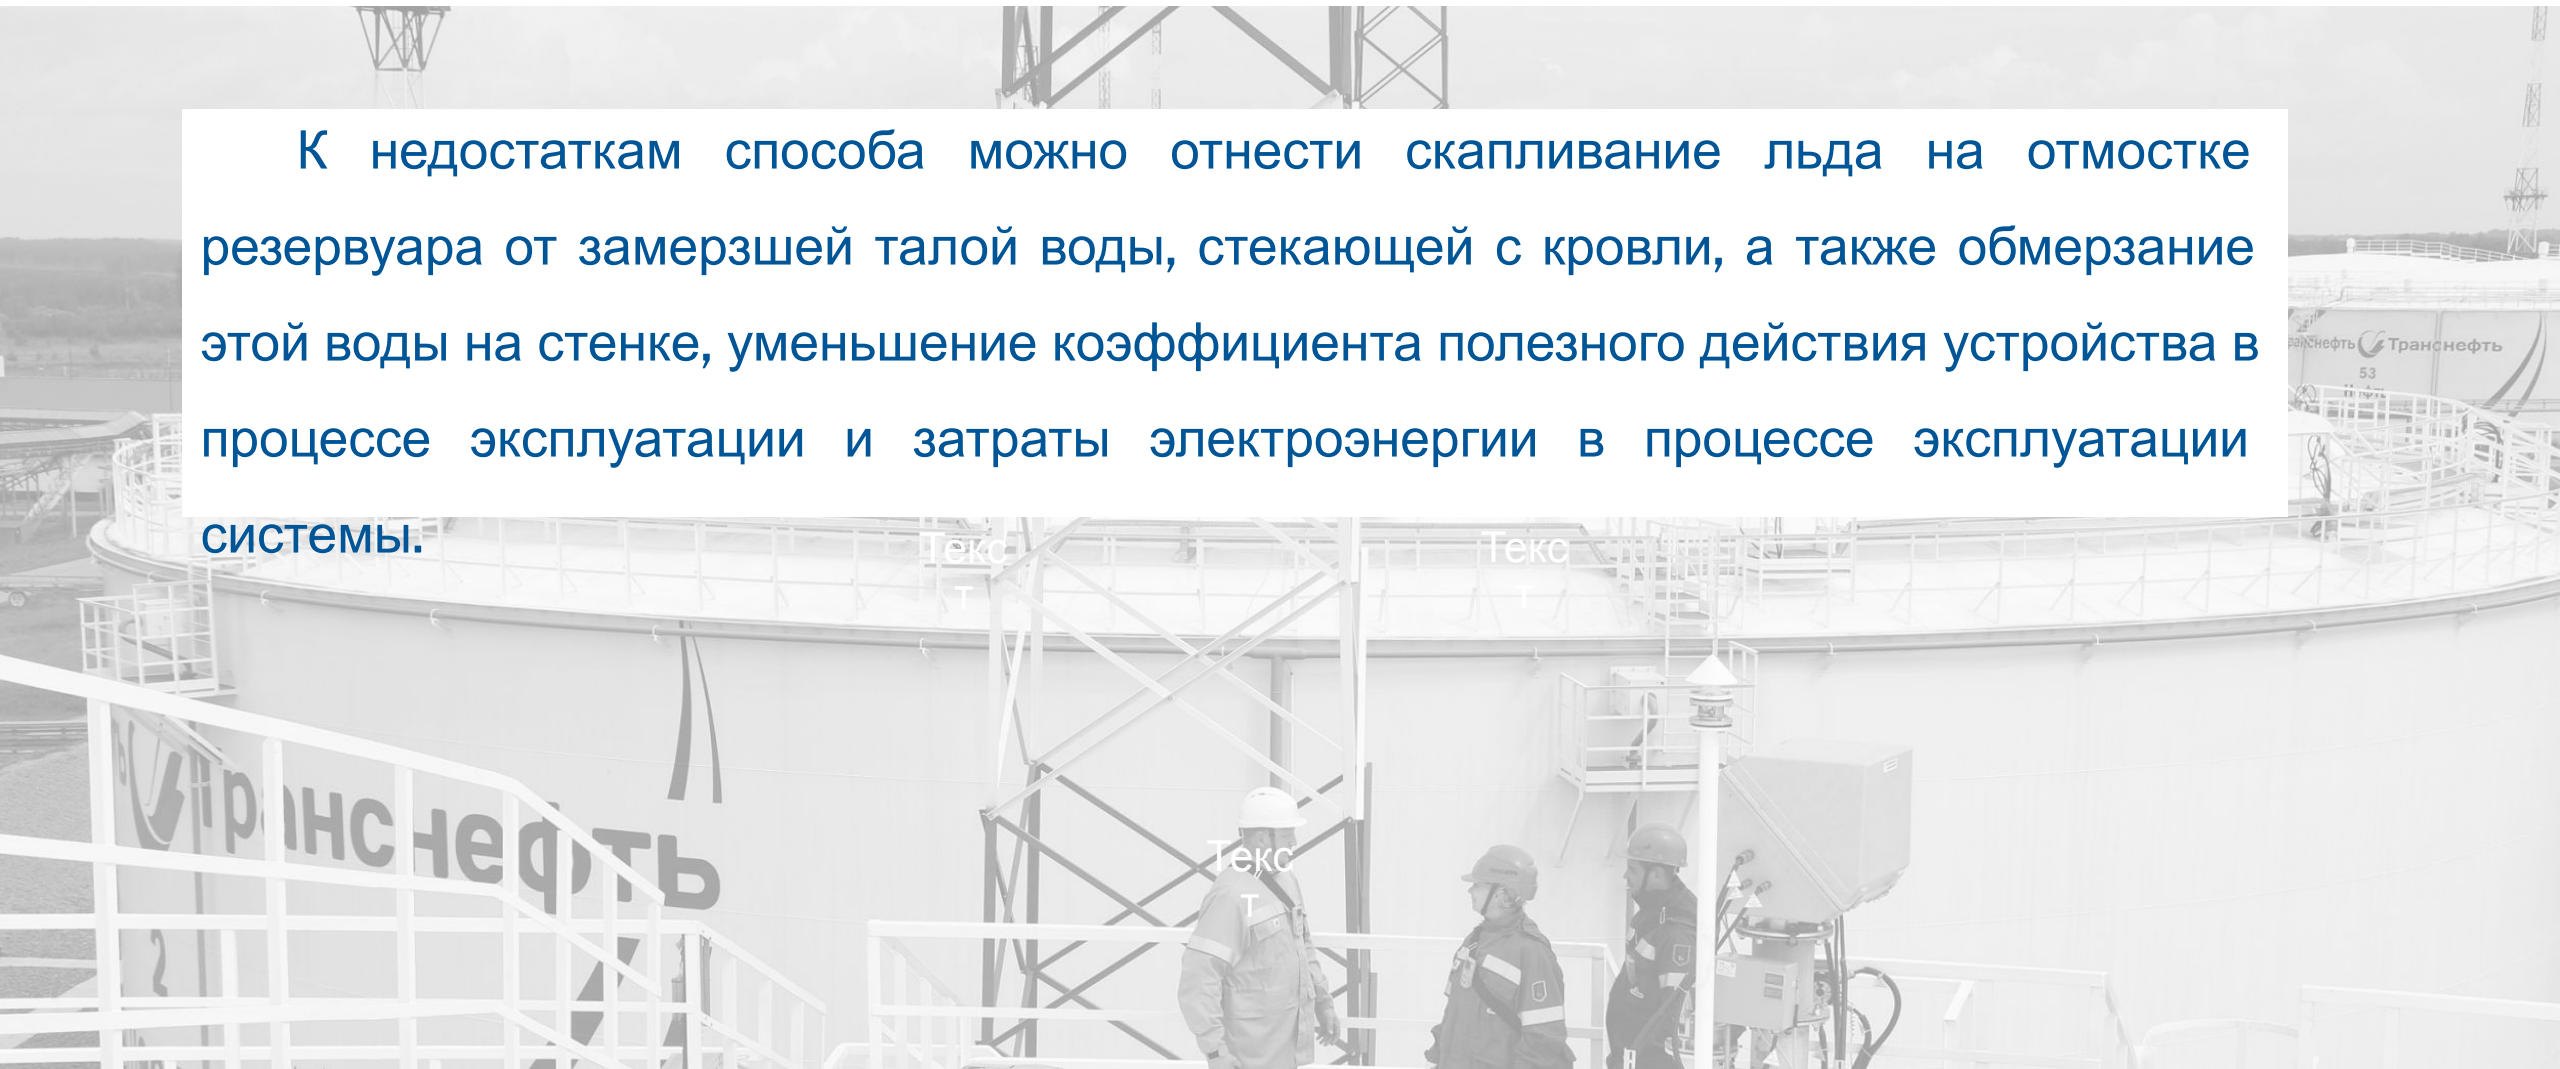 К недостаткам способа можно отнести скапливание льда на отмостке
резервуара от замерзшей талой воды, стекающей с кровли, а также обмерзание
этой воды на стенке, уменьшение коэффициента полезного действия устройства в
процессе эксплуатации и затраты электроэнергии в процессе эксплуатации
системы.
Транснефть
53
Текс
т
Текс
т
Транснефть
Текс
т
2